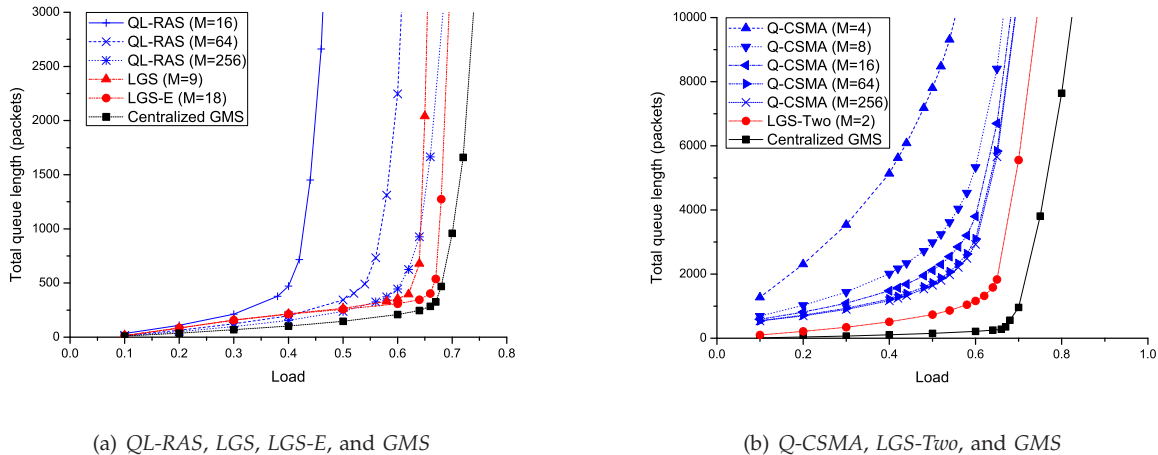 QL-RAS (M=16)
QL-RAS (M=64)
QL-RAS (M=256)
LGS (M=9)
LGS-E (M=18)
Centralized GMS
Total queue length (packets)
3000
2500
2000
1500
1000
500
0
0.0 0.1 0.2 0.3 0.4 0.5 0.6 0.7 0.8
Load
(a) QL-RAS, LGS, LGS-E, and GMS
Q-CSMA (M=4)
Q-CSMA (M=8)
Q-CSMA (M=16)
Q-CSMA (M=64)
Q-CSMA (M=256)
LGS-Two (M=2)
Centralized GMS
Total queue length (packets)
10000
8000
6000
4000
2000
0
0.0 0.2 0.4 0.6 0.8 1.0
Load
(b) Q-CSMA, LGS-Two, and GMS